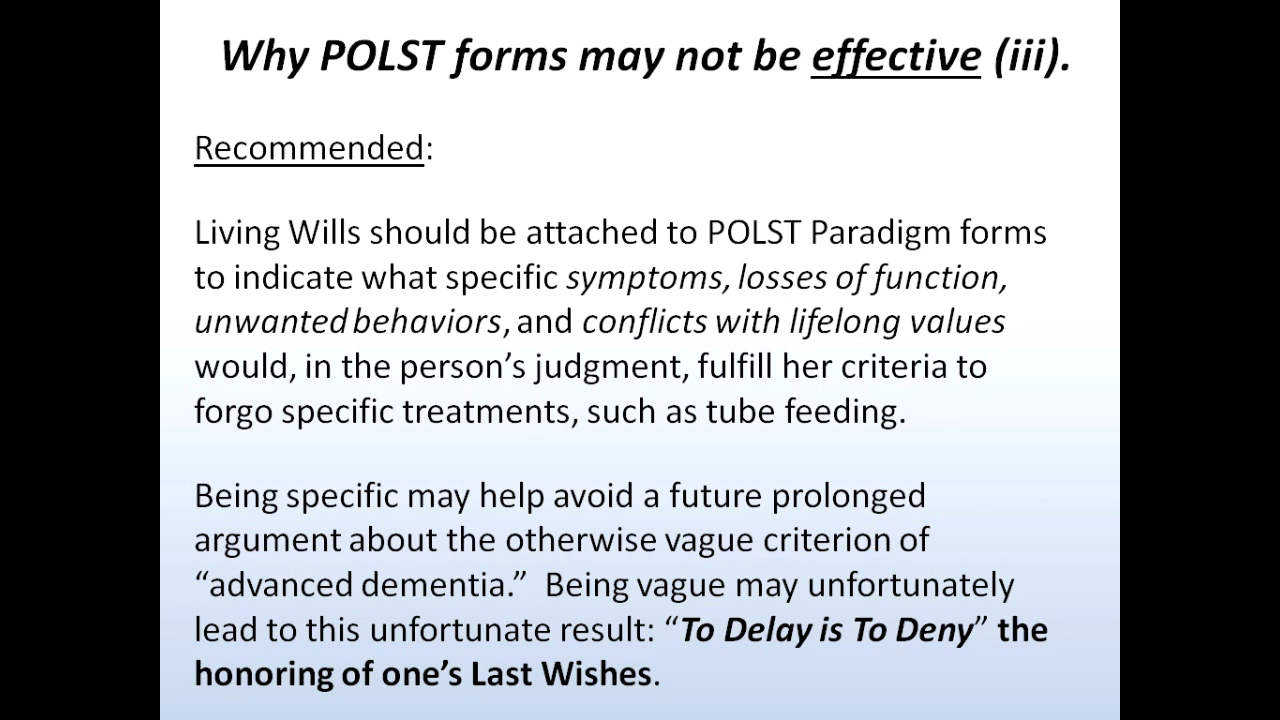 Why POLST forms may not be effective (iii).
Recommended:
Living Wills should be attached to POLST Paradigm forms
to indicate what specific symptoms, losses of function,
unwanted behaviors, and conflicts with lifelong values
would, in the person’s judgment, fulfill her criteria to
forgo specific treatments, such as tube feeding.
Being specific may help avoid a future prolonged
argument about the otherwise vague criterion of
“advanced dementia.”  Being vague may unfortunately
lead to this unfortunate result: “To Delay is To Deny” the
honoring of one’s Last Wishes.